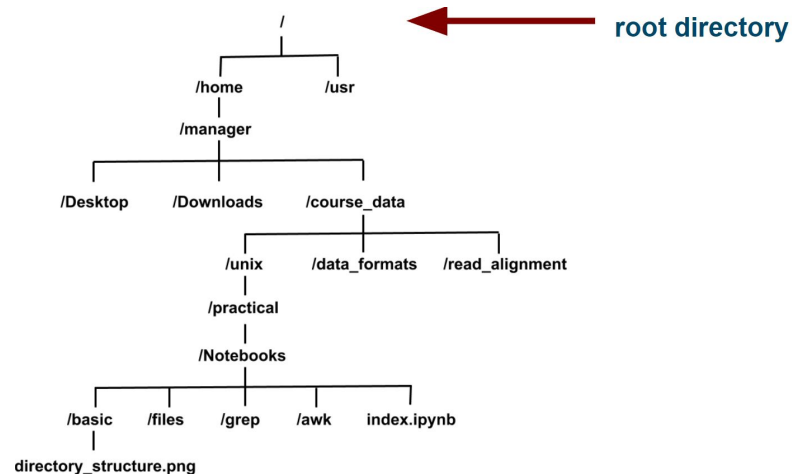 /
root directory
/home /usr
/manager
/Desktop /Downloads /course_data
/unix /data_formats /read_alignment
/practical
/Notebooks
/basic /files /grep /awk index.ipynb
directory_structure.png